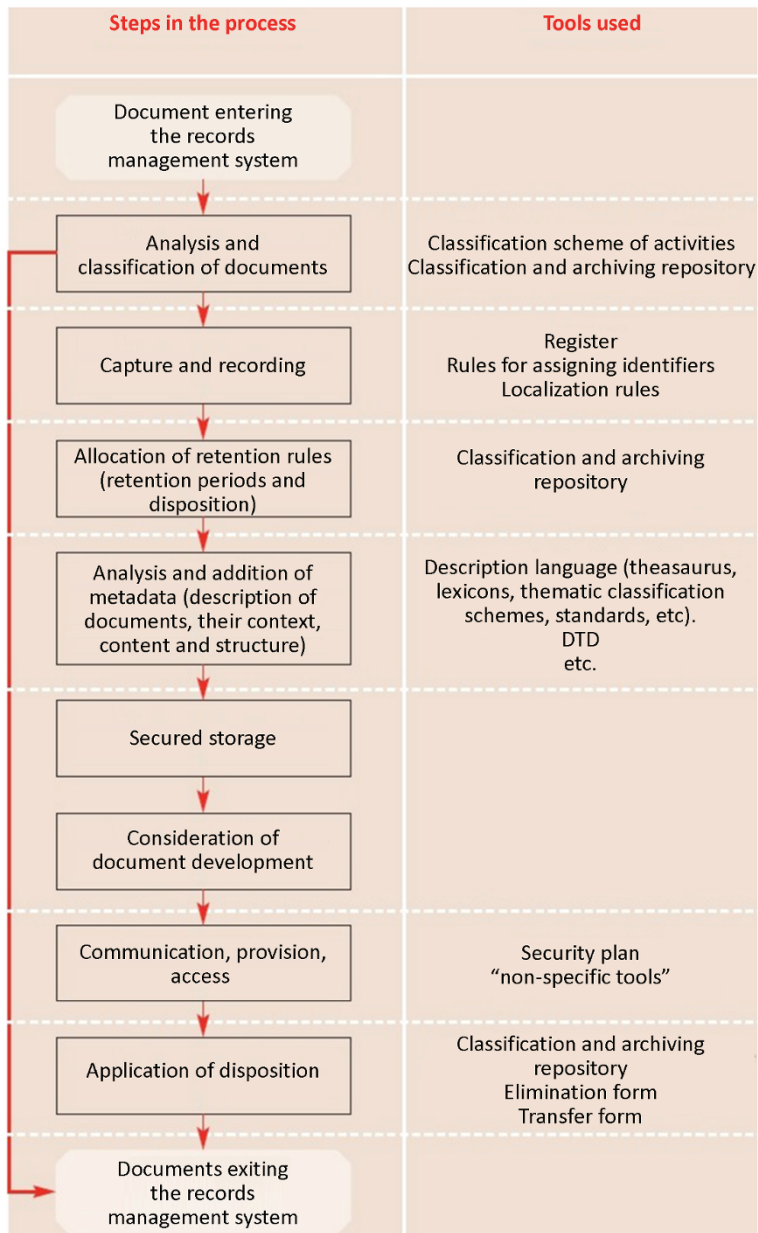 Steps in the process
Tools used
Document entering
the records
management system
Analysis and
classification of documents
Classification scheme of activities
Classification and archiving repository
Capture and recording
Register
Rules for assigning identifiers
Localization rules
Allocation of retention rules
(retention periods and
disposition)
Classification and archiving
repository
Analysis and addition of
metadata (description of
documents, their context,
content and structure)
Description language (theasaurus,
lexicons, thematic classification
schemes, standards, etc).
DTD
etc.
Secured storage
Consideration of
document development
Communication, provision,
access
Security plan
“non-specific tools”
Application of disposition
Classification and archiving
repository
Elimination form
Transfer form
Documents exiting
the records
management system